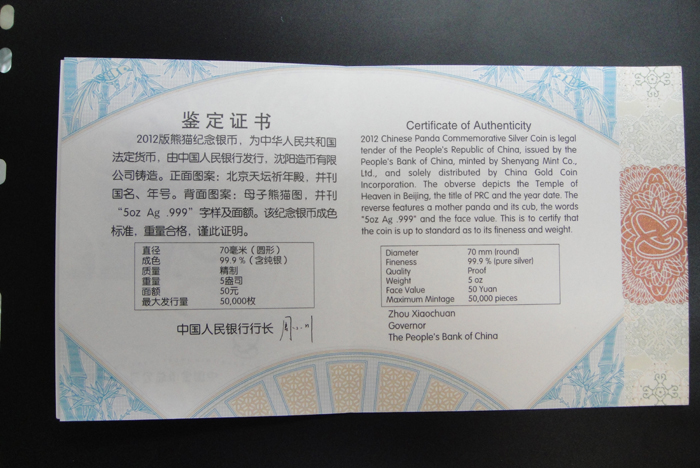 鉴定证书
2012版熊猫纪念银币，为中华人民共和国
法定货币，由中国人民银行发行，沈阳造币有限
公司铸造。正面图案：北京天坛祈年殿，并刊
国名、年号。背面图案：母子熊猫图，并刊
“5oz Ag .999”字样及面额。该纪念银币成色
标准，重量合格，谨此证明。
直径 70毫米（圆形）
成色 99.9％（含纯银）
质量 精制
重量 5盎司
面额 50元
最大发行量 50,000枚
中国人民银行行长
Certificate of Authenticity
2012 Chinese Panda Commemorative Silver Coin is legal
tender of the People's Republic of China, issued by the
People's Bank of China, minted by Shenyang Mint Co.,
Ltd., and solely distributed by China Gold Coin
Incorporation. The obverse depicts the Temple of
Heaven in Beijing, the title of PRC and the year date. The
reverse features a mother panda and its cub, the words
"5oz Ag .999" and the face value. This is to certify that
the coin is up to standard as to its fineness and weight.
Diameter 70 mm (round)
Fineness 99.9 % (pure silver)
Quality Proof
Weight 5 oz
Face Value 50 Yuan
Maximum Mintage 50,000 pieces
Zhou Xiaochuan
Governor
The People's Bank of China